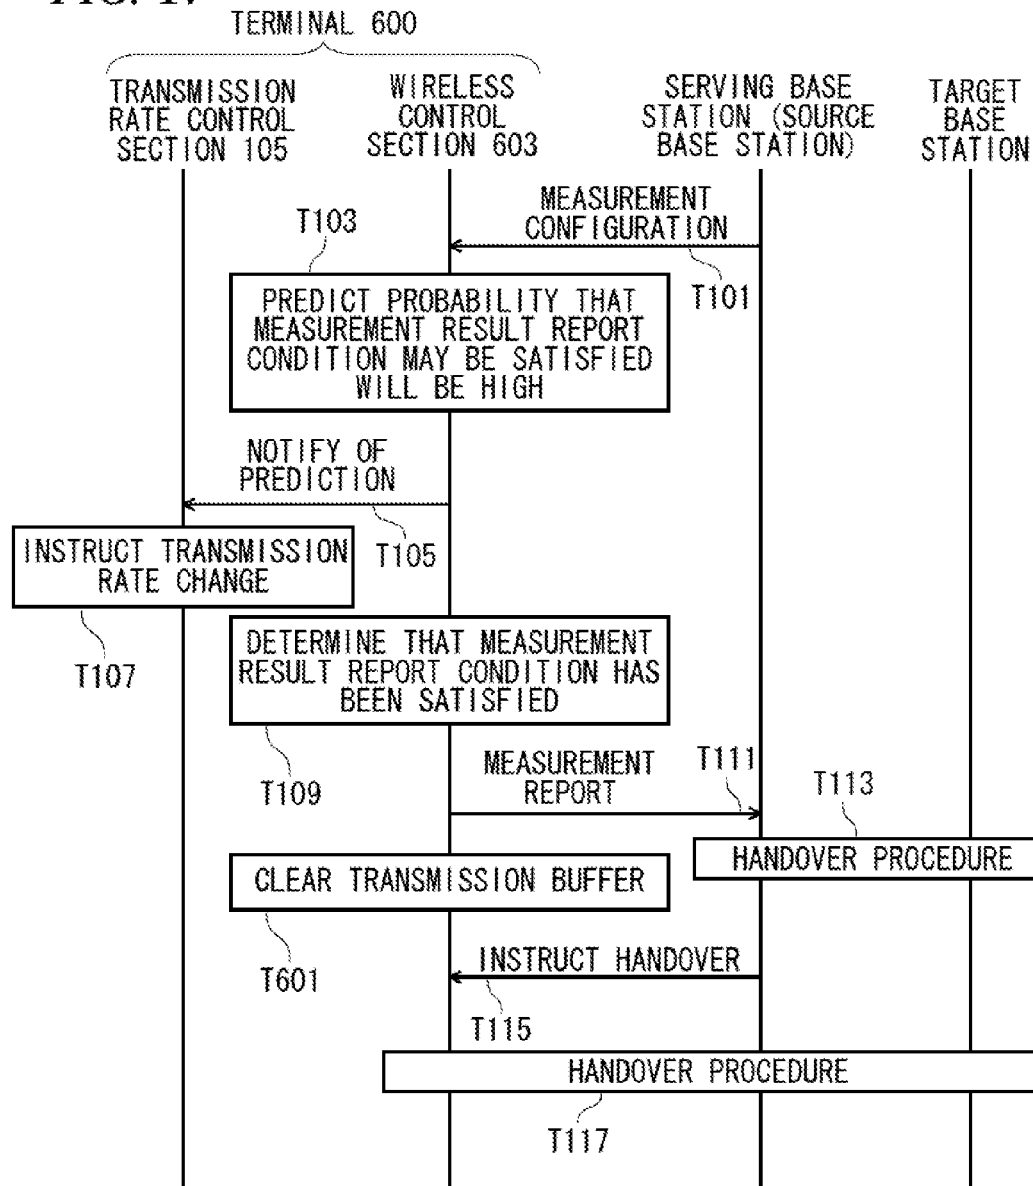 TERMINAL 600
TRANSMISSION
RATE CONTROL
SECTION 105
WIRELESS
CONTROL
SECTION 603
SERVING BASE
STATION (SOURCE
BASE STATION)
TARGET
BASE
STATION
MEASUREMENT
CONFIGURATION
T103
T101
PREDICT PROBABILITY THAT
MEASUREMENT RESULT REPORT
CONDITION MAY BE SATISFIED
WILL BE HIGH
NOTIFY OF
PREDICTION
T105
INSTRUCT TRANSMISSION
RATE CHANGE
T107
DETERMINE THAT MEASUREMENT
RESULT REPORT CONDITION HAS
BEEN SATISFIED
T109
MEASUREMENT
REPORT
T111
T113
HANDOVER PROCEDURE
CLEAR TRANSMISSION BUFFER
T601
INSTRUCT HANDOVER
T115
HANDOVER PROCEDURE
T117